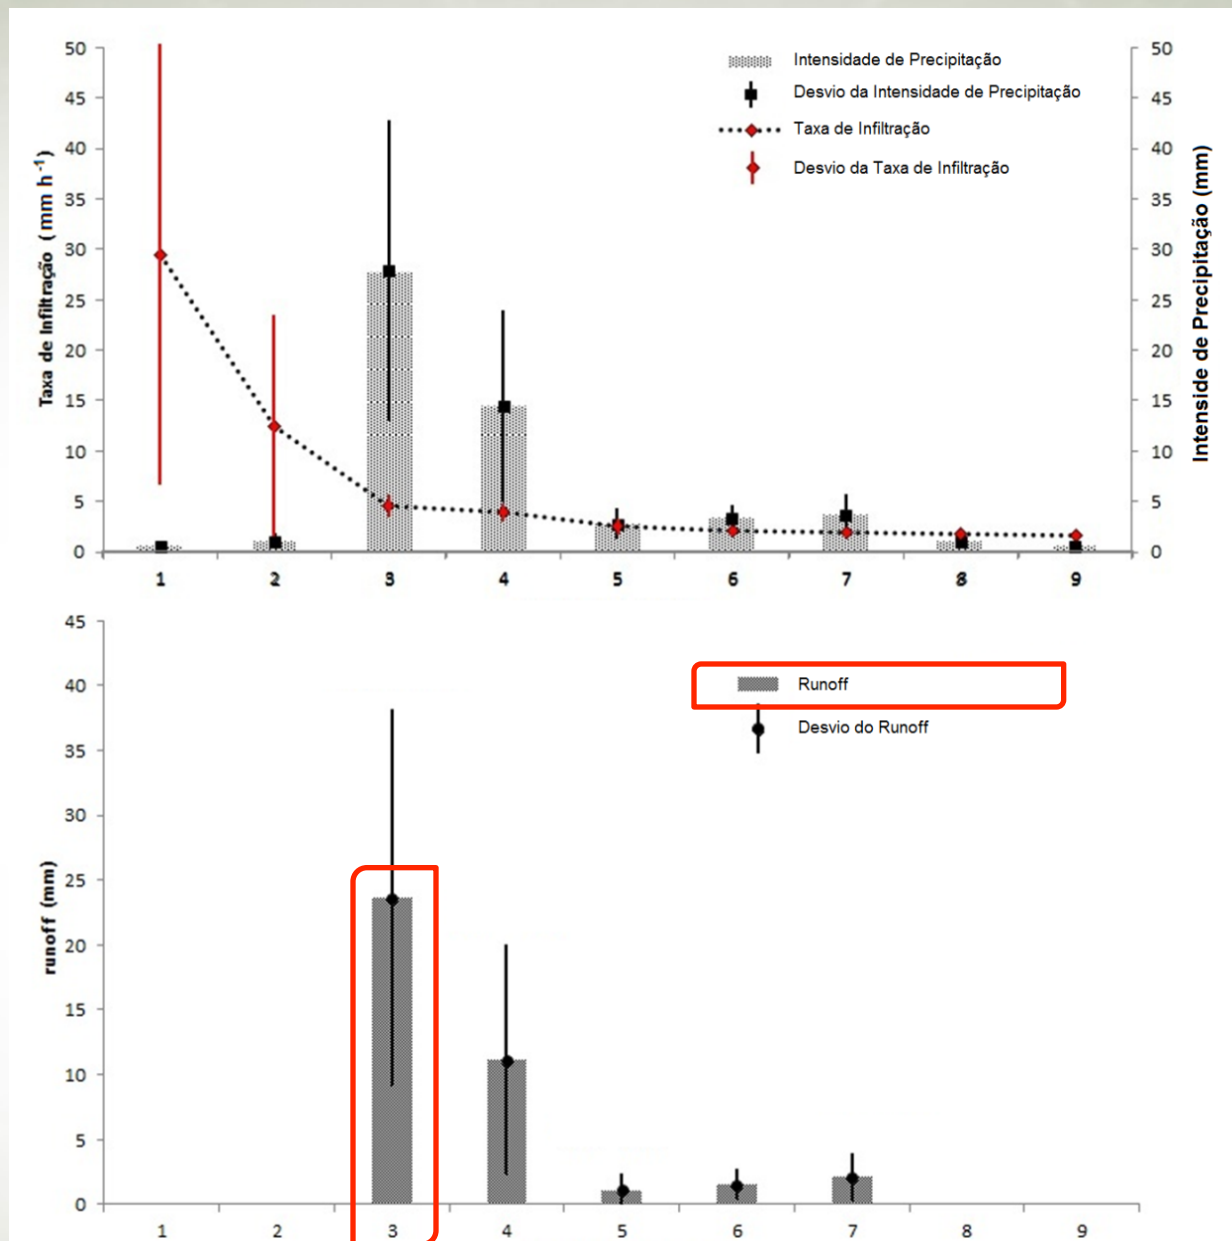 50
45
40
35
30
25
20
15
10
5
0
Taxa de Infiltração (mm h-1)
Intensidade de Precipitação
Desvio da Intensidade de Precipitação
Taxa de Infiltração
Desvio da Taxa de Infiltração
50
45
40
35
30
25
20
15
10
5
0
Intenside de Precipitação (mm)
1 2 3 4 5 6 7 8 9
45
40
35
30
25
20
15
10
5
0
runoff (mm)
Runoff
Desvio do Runoff
1 2 3 4 5 6 7 8 9